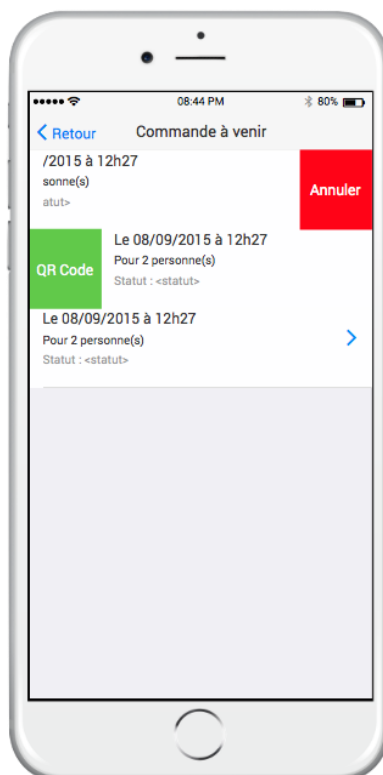 08:44 PM
80%
Retour
Commande à venir
/2015 à 12h27
sonne(s)
atut>
Annuler
QR Code
Le 08/09/2015 à 12h27
Pour 2 personne(s)
Statut : <statut>
Le 08/09/2015 à 12h27
Pour 2 personne(s)
Statut : <statut>